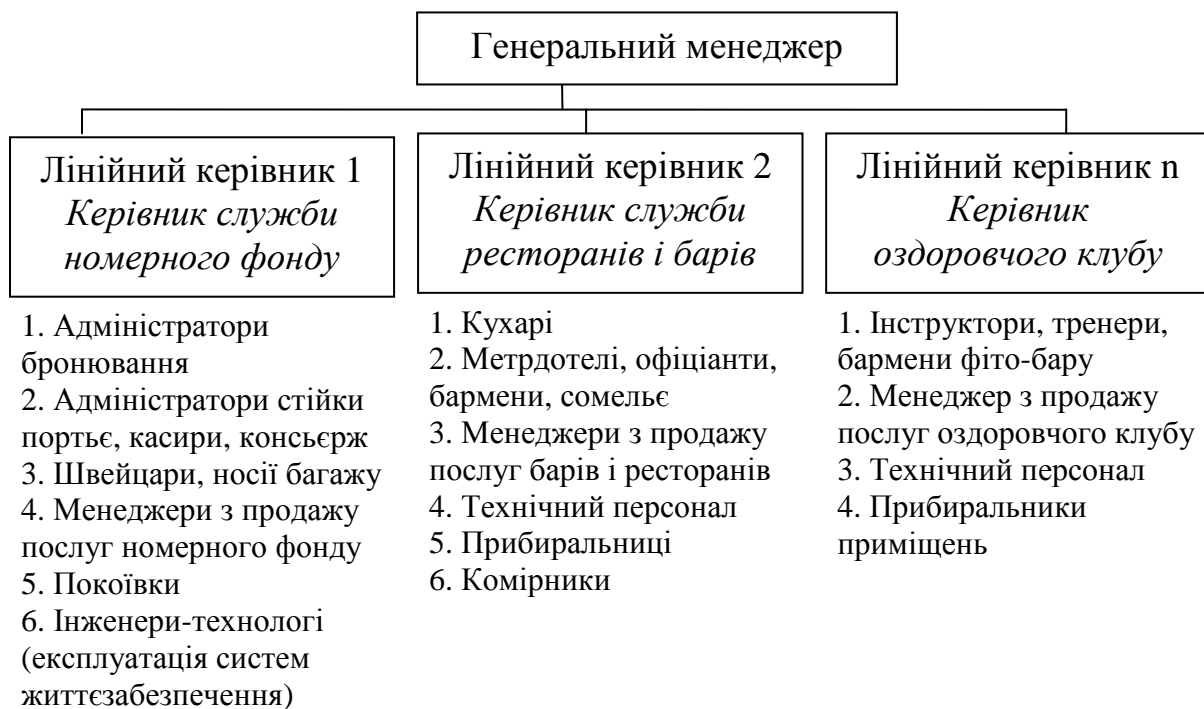 Генеральний менеджер
Лінійний керівник 1
Керівник служби
номерного фонду
1. Адміністратори
бронювання
2. Адміністратори стійки
портьє, касири, консьєрж
3. Швейцари, носії багажу
4. Менеджери з продажу
послуг номерного фонду
5. Покоївки
6. Інженери-технологі
(експлуатація систем
життєзабезпечення)
Лінійний керівник 2
Керівник служби
ресторанів і барів
1. Кухарі
2. Метрдотелі, офіціанти,
бармени, сомельє
3. Менеджери з продажу
послуг барів і ресторанів
4. Технічний персонал
5. Прибиральниці
6. Комірники
Лінійний керівник n
Керівник
оздоровчого клубу
1. Інструктори, тренери,
бармени фіто-бару
2. Менеджер з продажу
послуг оздоровчого клубу
3. Технічний персонал
4. Прибиральники
приміщень